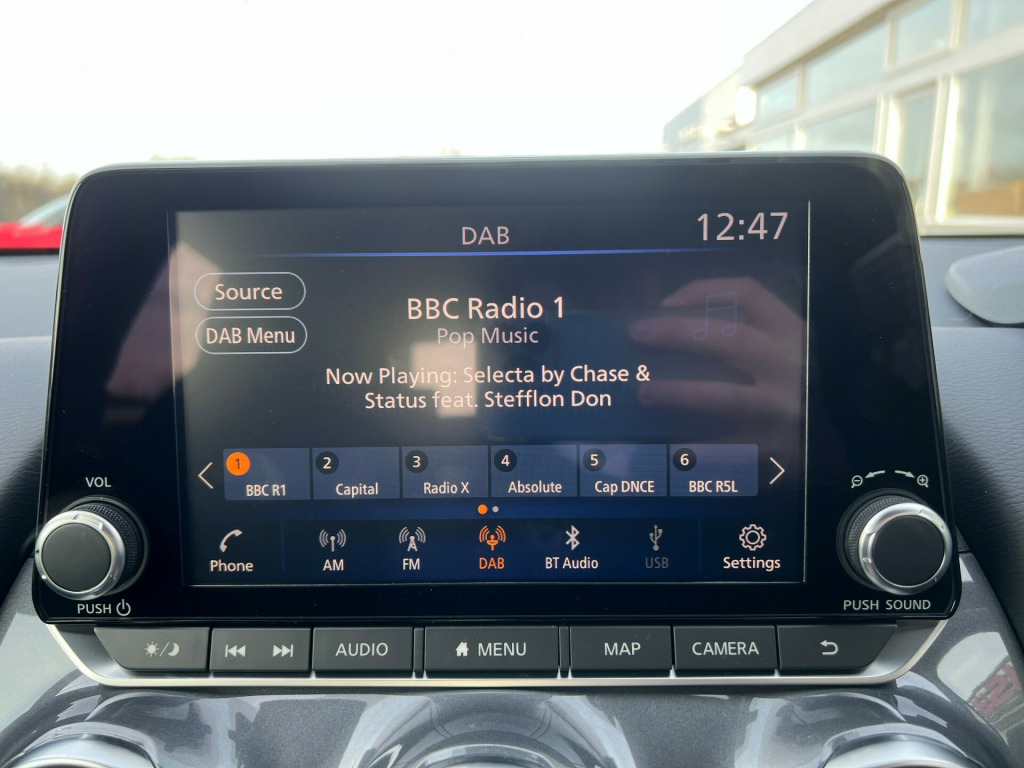 DAB
12:47
Source
DAB Menu
BBC Radio 1
Pop Music
Now Playing: Selecta by Chase &
Status feat. Stefflon Don
1 2 3 4 5 6
BBC R1 Capital Radio X Absolute Cap DNCE BBC R5L
Phone AM FM DAB BT Audio USB Settings
VOL
PUSH
PUSH SOUND
AUDIO MENU MAP CAMERA